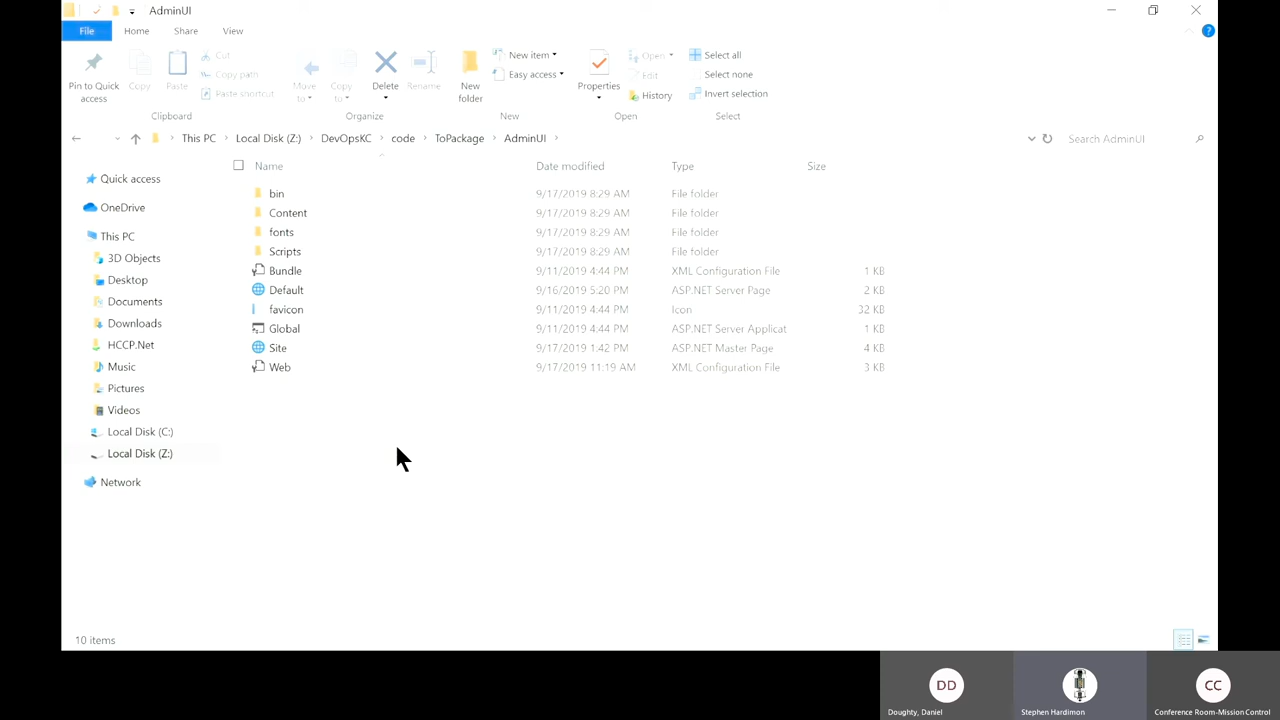 AdminUI
File Home Share View
Pin to Quick access
Copy
Paste
Cut
Copy path
Paste shortcut
Clipboard
Move to
Copy to
Delete
Rename
Organize
New folder
New item
Easy access
New
Properties
Open
Edit
History
Open
Select all
Select none
Invert selection
Select
This PC Local Disk (Z:) DevOpsKC code ToPackage AdminUI
Search AdminUI
Quick access
OneDrive
This PC
3D Objects
Desktop
Documents
Downloads
HCCP.Net
Music
Pictures
Videos
Local Disk (C:)
Local Disk (Z:)
Network
Name Date modified Type Size
bin 9/17/2019 8:29 AM File folder
Content 9/17/2019 8:29 AM File folder
fonts 9/17/2019 8:29 AM File folder
Scripts 9/17/2019 8:29 AM File folder
Bundle 9/11/2019 4:44 PM XML Configuration File 1 KB
Default 9/16/2019 5:20 PM ASP.NET Server Page 2 KB
favicon 9/11/2019 4:44 PM Icon 32 KB
Global 9/11/2019 4:44 PM ASP.NET Server Applicat 1 KB
Site 9/17/2019 1:42 PM ASP.NET Master Page 4 KB
Web 9/17/2019 11:19 AM XML Configuration File 3 KB
10 items
DD
Doughty, Daniel
Stephen Hardimon
CC
Conference Room-Mission Control